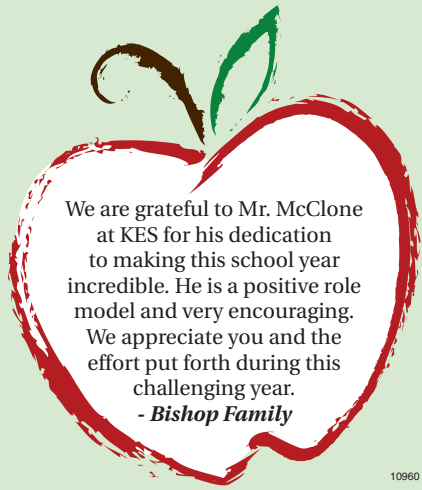 We are grateful to Mr. McClone
at KES for his dedication
to making this school year
incredible. He is a positive role
model and very encouraging.
We appreciate you and the
effort put forth during this
challenging year.
- Bishop Family
10960